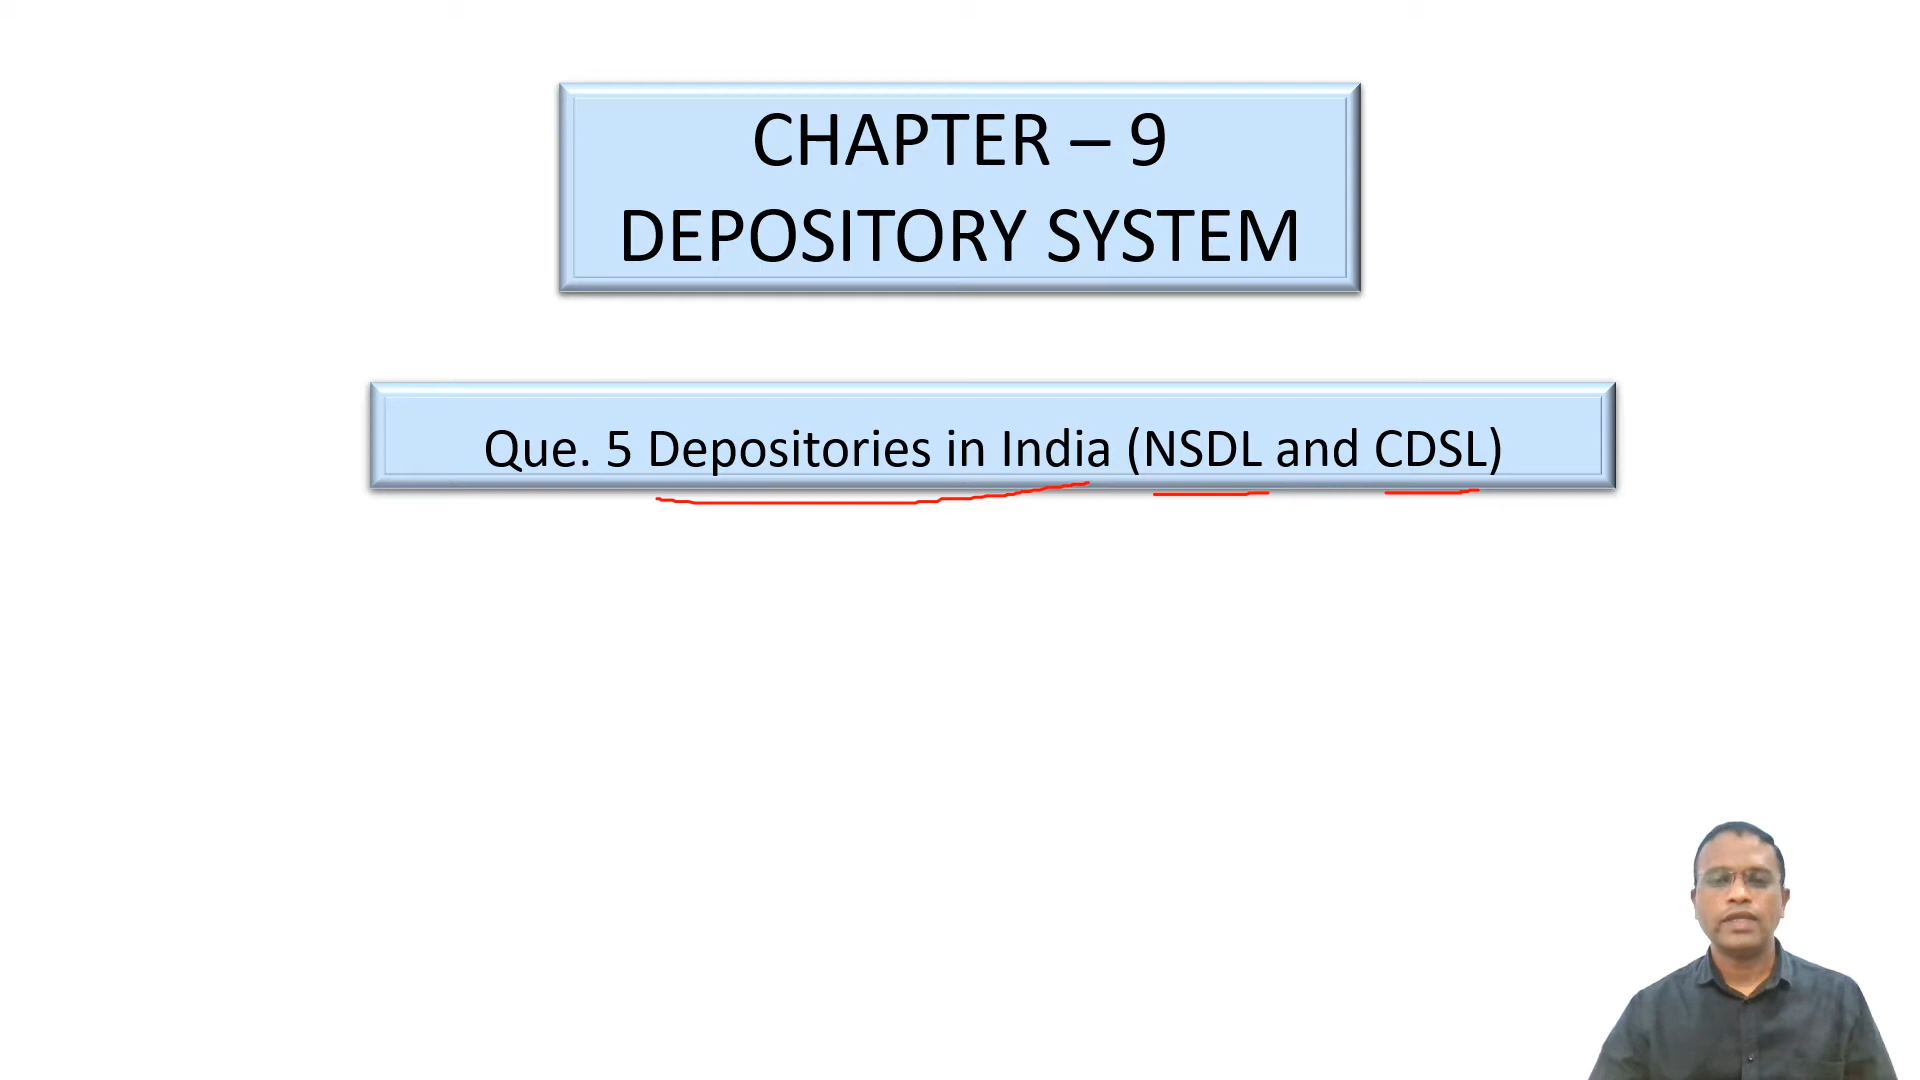 CHAPTER – 9
DEPOSITORY SYSTEM
Que. 5 Depositories in India (NSDL and CDSL)